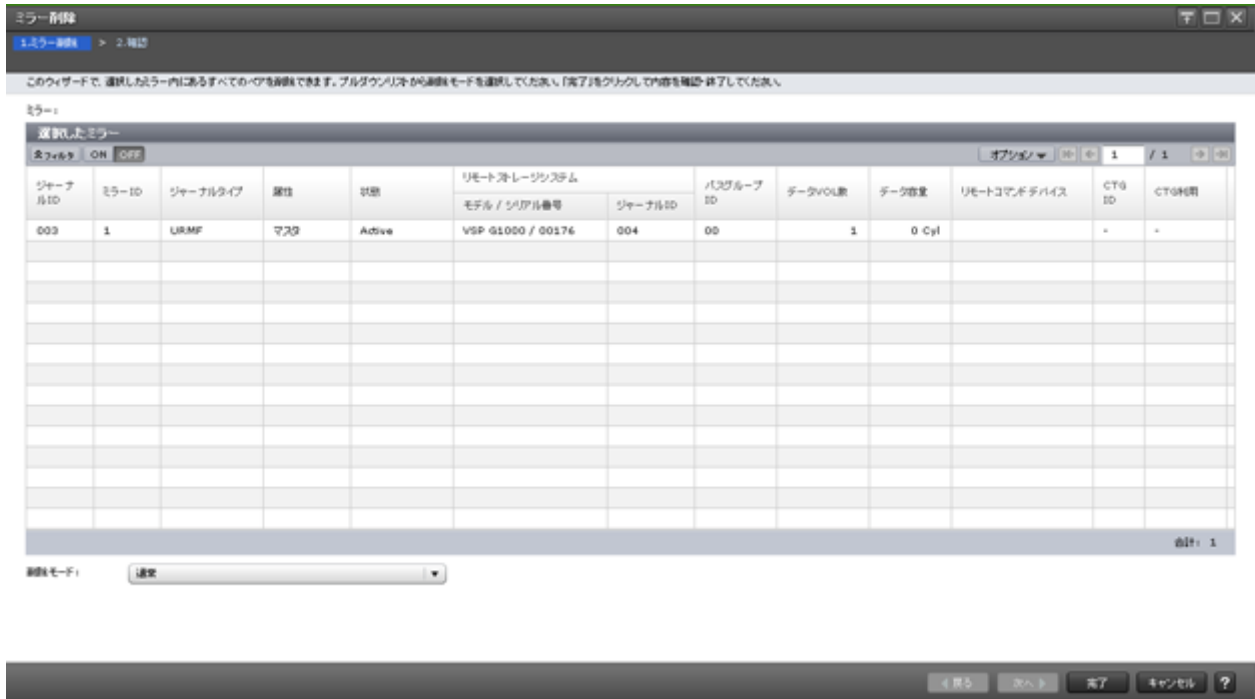 ミラー削除
1.ミラー削除 > 2.確認
このウィザードで、選択したミラー内にあるすべてのペアを削除できます。プルダウンリストから削除モードを選択してください。「完了」をクリックして内容を確認・終了してください。
ミラー:
選択したミラー
全フィルタ ON OFF オプション 1 / 1
ジャーナルID ミラーID ジャーナルタイプ 属性 状態 リモートストレージシステム パスグループID データVOL数 データ容量 リモートコマンドデバイス CTG ID CTG利用
モデル / シリアル番号 ジャーナルID
003 1 URMF マスタ Active VSP G1000 / 00176 004 00 1 0 Cyl - -
合計: 1
削除モード: 通常
戻る 次へ 完了 キャンセル ?